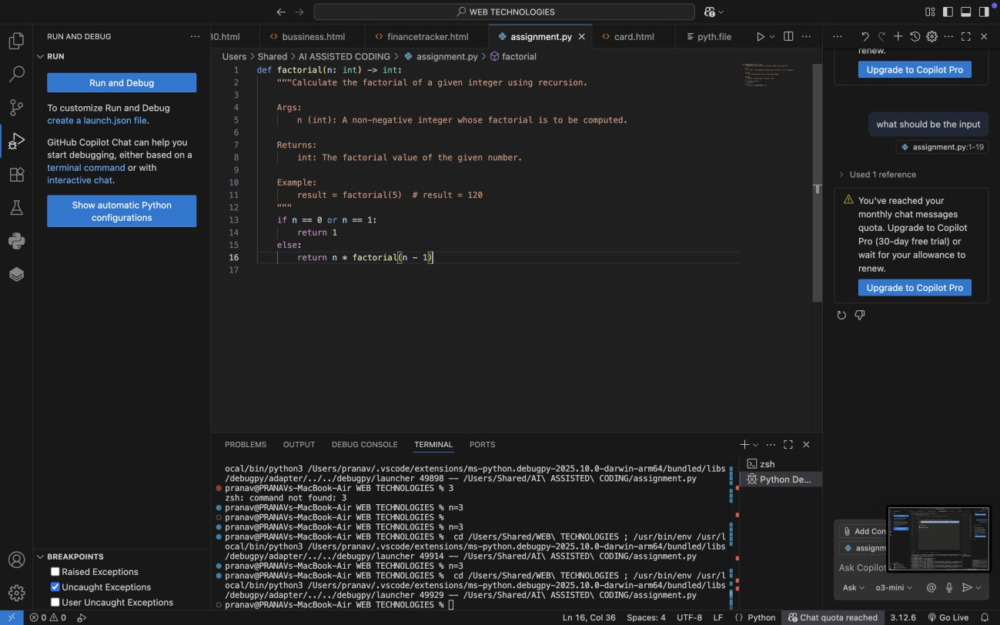 WEB TECHNOLOGIES
RUN AND DEBUG
RUN
Run and Debug
To customize Run and Debug
create a launch.json file.
GitHub Copilot Chat can help you
start debugging, either based on a
terminal command or with
interactive chat.
Show automatic Python
configurations
BREAKPOINTS
Raised Exceptions
Uncaught Exceptions
User Uncaught Exceptions
30.html
bussiness.html
financetracker.html
assignment.py
card.html
pyth.file
Users > Shared > AI ASSISTED CODING > assignment.py > factorial
1 def factorial(n: int) -> int:
2 """Calculate the factorial of a given integer using recursion.
3
4 Args:
5 n (int): A non-negative integer whose factorial is to be computed.
6
7 Returns:
8 int: The factorial value of the given number.
9
10 Example:
11 result = factorial(5)  # result = 120
12 """
13 if n == 0 or n == 1:
14 return 1
15 else:
16 return n * factorial(n - 1)
17
PROBLEMS OUTPUT DEBUG CONSOLE TERMINAL PORTS
ocal/bin/python3 /Users/pranav/.vscode/extensions/ms-python.debugpy-2025.10.0-darwin-arm64/bundled/libs
/debugpy/adapter/../../debugpy/launcher 49898 -- /Users/Shared/AI\ ASSISTED\ CODING/assignment.py
pranav@PRANAVs-MacBook-Air WEB TECHNOLOGIES % 3
zsh: command not found: 3
pranav@PRANAVs-MacBook-Air WEB TECHNOLOGIES % n=3
pranav@PRANAVs-MacBook-Air WEB TECHNOLOGIES %
pranav@PRANAVs-MacBook-Air WEB TECHNOLOGIES % n=3
pranav@PRANAVs-MacBook-Air WEB TECHNOLOGIES %  cd /Users/Shared/WEB\ TECHNOLOGIES ; /usr/bin/env /usr/l
ocal/bin/python3 /Users/pranav/.vscode/extensions/ms-python.debugpy-2025.10.0-darwin-arm64/bundled/libs
/debugpy/adapter/../../debugpy/launcher 49914 -- /Users/Shared/AI\ ASSISTED\ CODING/assignment.py
pranav@PRANAVs-MacBook-Air WEB TECHNOLOGIES % n=3
pranav@PRANAVs-MacBook-Air WEB TECHNOLOGIES %  cd /Users/Shared/WEB\ TECHNOLOGIES ; /usr/bin/env /usr/l
ocal/bin/python3 /Users/pranav/.vscode/extensions/ms-python.debugpy-2025.10.0-darwin-arm64/bundled/libs
/debugpy/adapter/../../debugpy/launcher 49929 -- /Users/Shared/AI\ ASSISTED\ CODING/assignment.py
pranav@PRANAVs-MacBook-Air WEB TECHNOLOGIES %
zsh
Python De...
renew.
Upgrade to Copilot Pro
what should be the input
assignment.py:1-19
Used 1 reference
You've reached your
monthly chat messages
quota. Upgrade to Copilot
Pro (30-day free trial) or
wait for your allowance to
renew.
Upgrade to Copilot Pro
Add Con
assignm
Ask Copilot
Ask o3-mini @
0 0 Ln 16, Col 36 Spaces: 4 UTF-8 LF {} Python Chat quota reached 3.12.6 Go Live